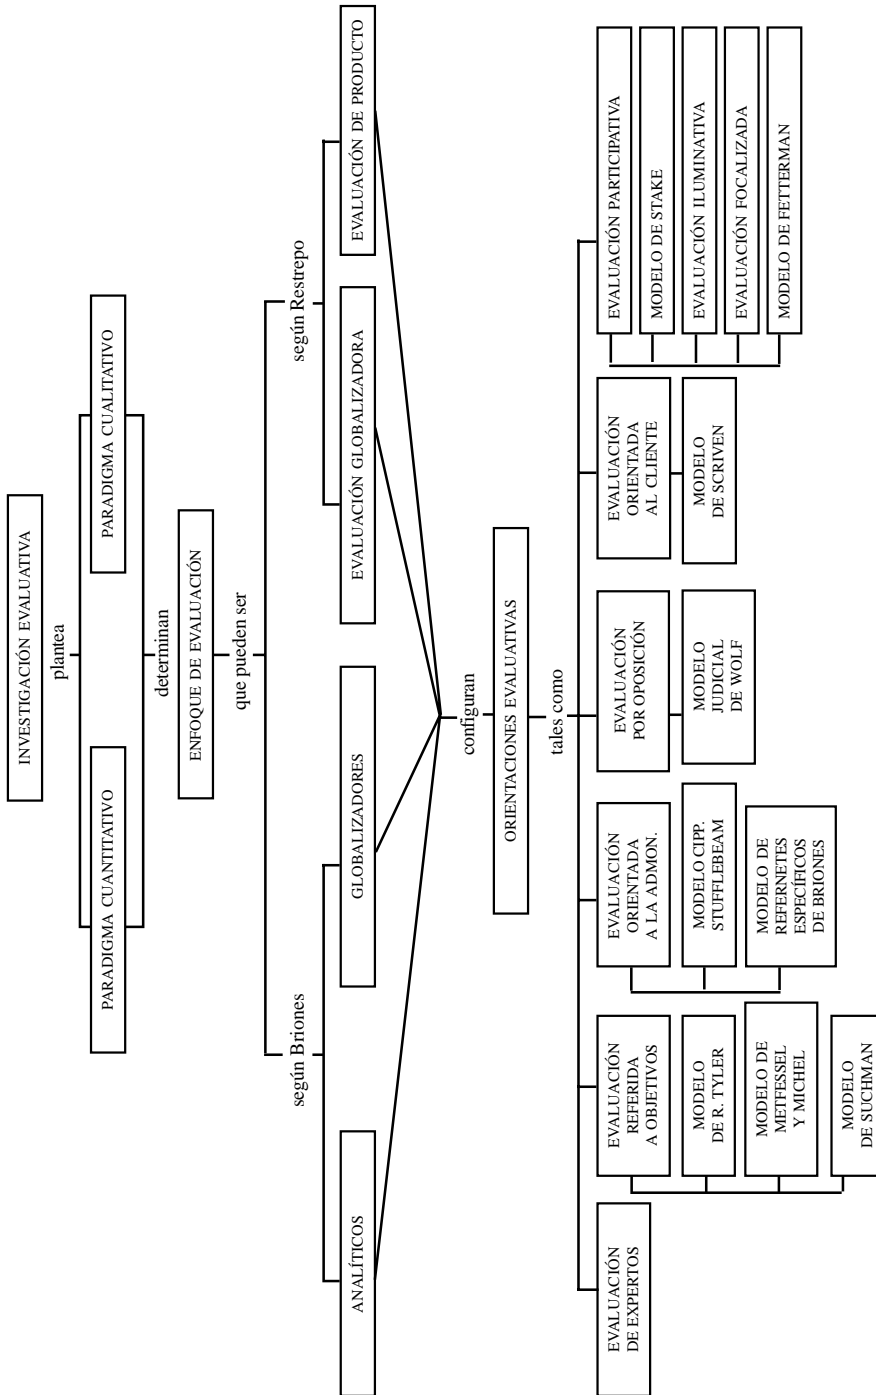 INVESTIGACIÓN EVALUATIVA
plantea
PARADIGMA CUANTITATIVO
PARADIGMA CUALITATIVO
determinan
ENFOQUE DE EVALUACIÓN
que pueden ser
según Briones
según Restrepo
ANALÍTICOS
GLOBALIZADORES
EVALUACIÓN GLOBALIZADORA
EVALUACIÓN DE PRODUCTO
configuran
ORIENTACIONES EVALUATIVAS
tales como
EVALUACIÓN
DE EXPERTOS
EVALUACIÓN
REFERIDA
A OBJETIVOS
MODELO
DE R. TYLER
MODELO DE
METFESSEL
Y MICHEL
MODELO
DE SUCHMAN
EVALUACIÓN
ORIENTADA
A LA ADMON.
MODELO CIPP.
STUFFLEBEAM
MODELO DE
REFERNETES
ESPECÍFICOS
DE BRIONES
EVALUACIÓN
POR OPOSICIÓN
MODELO
JUDICIAL
DE WOLF
EVALUACIÓN
ORIENTADA
AL CLIENTE
MODELO
DE SCRIVEN
EVALUACIÓN PARTICIPATIVA
MODELO DE STAKE
EVALUACIÓN ILUMINATIVA
EVALUACIÓN FOCALIZADA
MODELO DE FETTERMAN